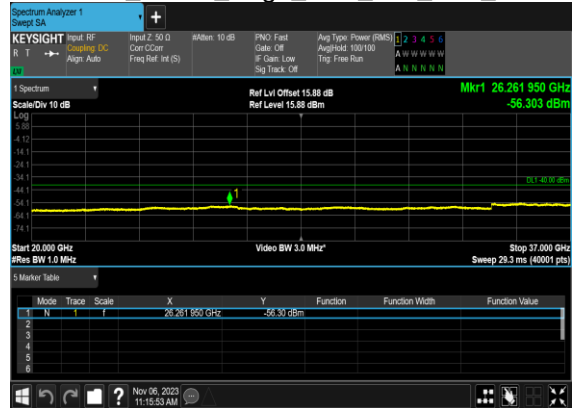 Spectrum Analyzer 1
Swept SA
+
KEYSIGHT Input: RF Input Z: 50 Ω #Atten: 10 dB PNO: Fast Avg Type: Power (RMS) 1 2 3 4 5 6
R T Coupling: DC Corr CCorr Gate: Off Avg|Hold: 100/100 A W W W W W
Align: Auto Freq Ref: Int (S) IF Gain: Low Trig: Free Run
LW Sig Track: Off A N N N N N
1 Spectrum Ref Lvl Offset 15.88 dB Mkr1 26.261 950 GHz
Scale/Div 10 dB Ref Level 15.88 dBm -56.303 dBm
Log
5.88
-4.12
-14.1
-24.1
-34.1
DL1 -40.00 dBm
-44.1
1
-54.1
-64.1
-74.1
Start 20.000 GHz Video BW 3.0 MHz* Stop 37.000 GHz
#Res BW 1.0 MHz Sweep 29.3 ms (40001 pts)
5 Marker Table
Mode Trace Scale X Y Function Function Width Function Value
1 N 1 f 26.261 950 GHz -56.30 dBm
2
3
4
5
6
? Nov 06, 2023
11:15:53 AM